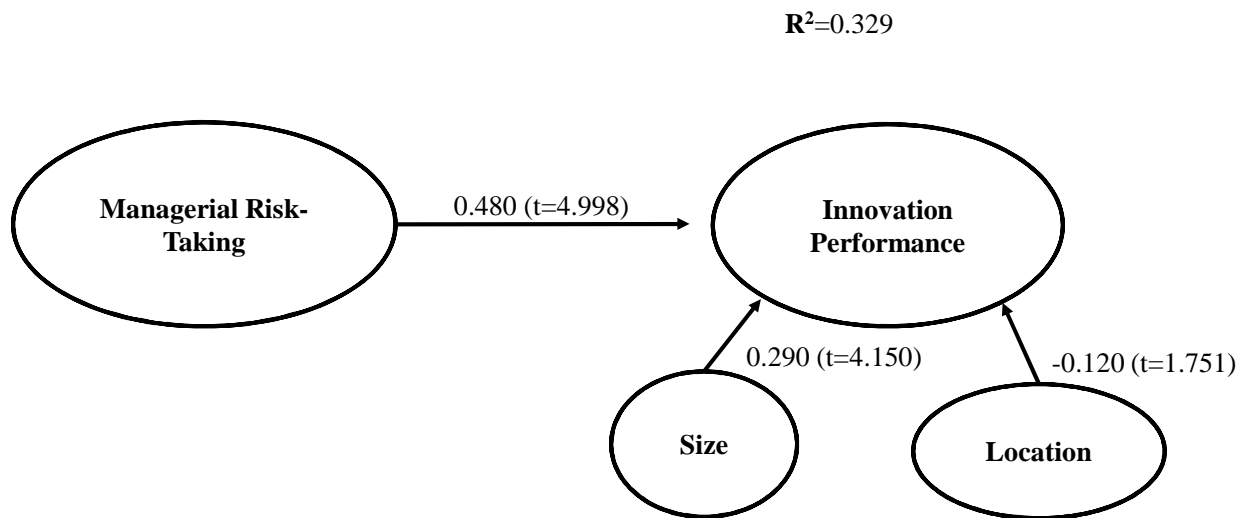 R²=0.329
Managerial Risk-
Taking
0.480 (t=4.998)
Innovation
Performance
0.290 (t=4.150)
-0.120 (t=1.751)
Size
Location